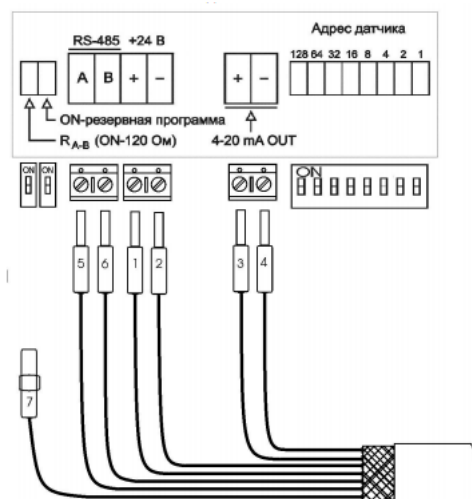 Адрес датчика
RS-485 +24 В
128 64 32 16 8 4 2 1
A B + −
+ −
ON-резервная программа
R A-B (ON-120 Ом)
4-20 mA OUT
ON ON
ON
5 6 1 2 3 4
7